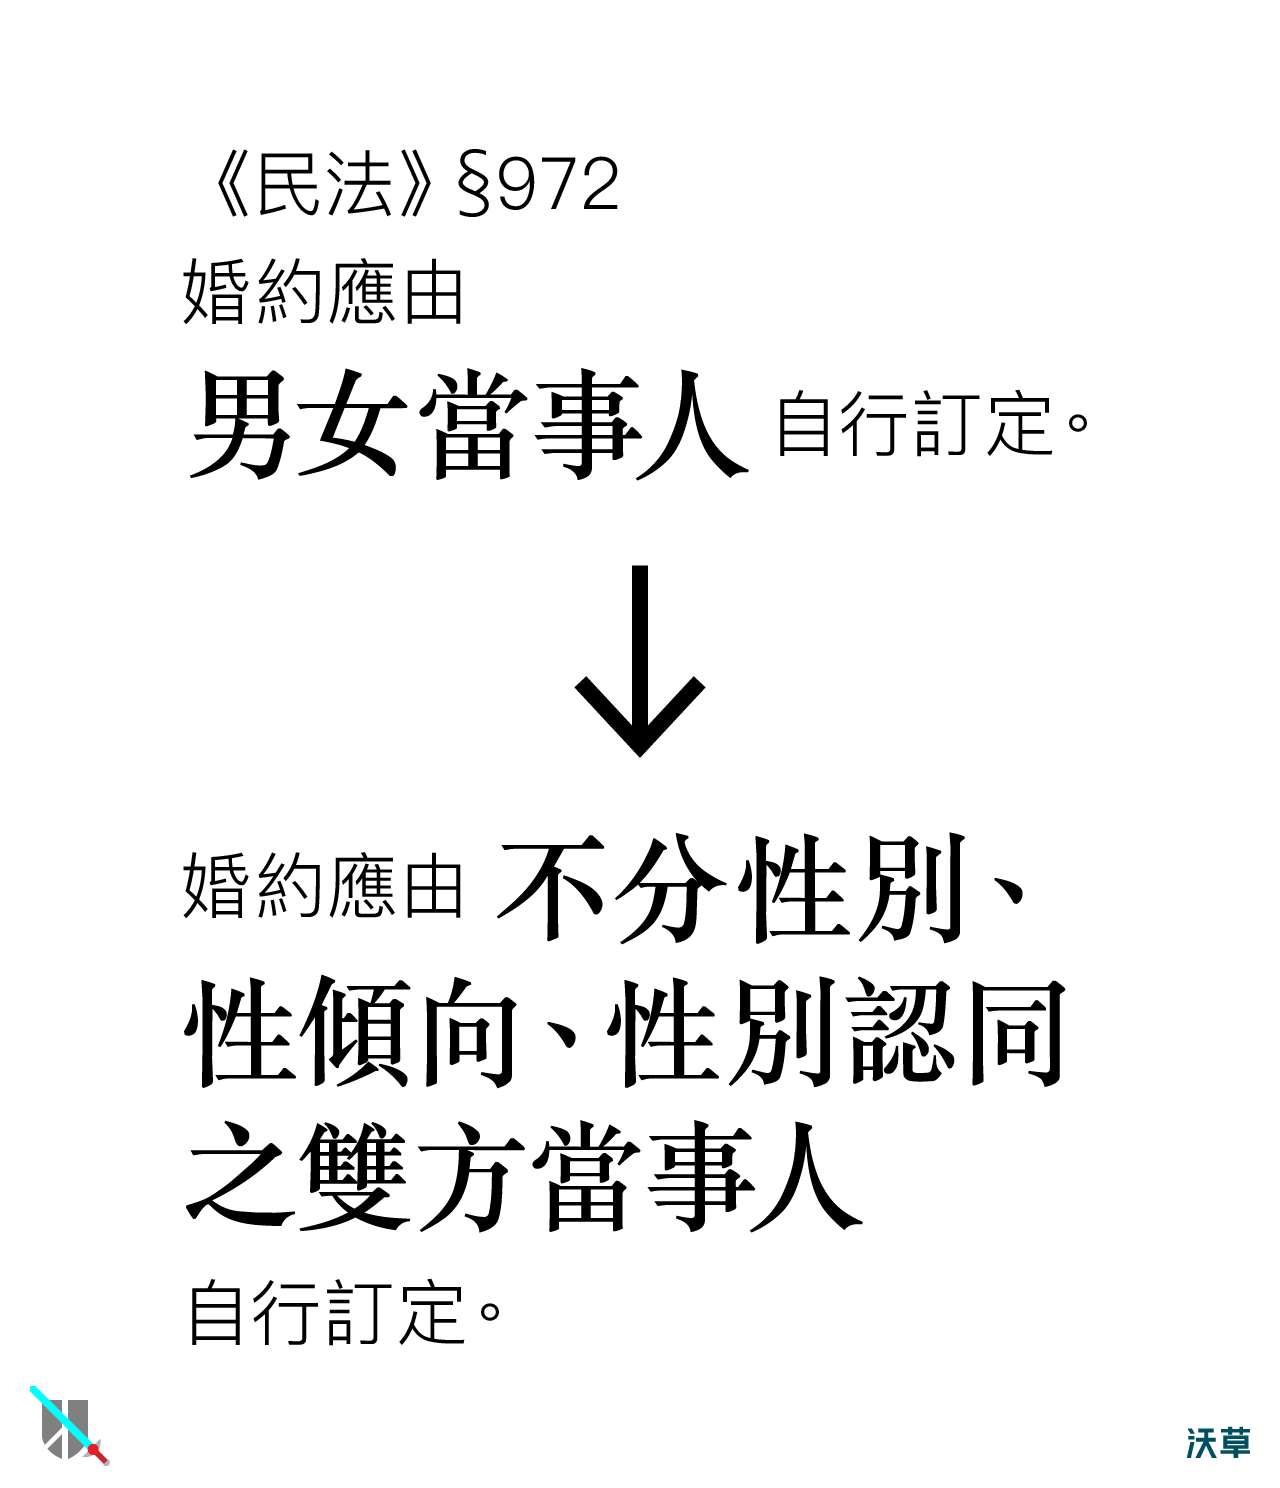 《民法》§972
婚約應由
男女當事人 自行訂定。
婚約應由 不分性別、
性傾向、性別認同
之雙方當事人
自行訂定。
沃草